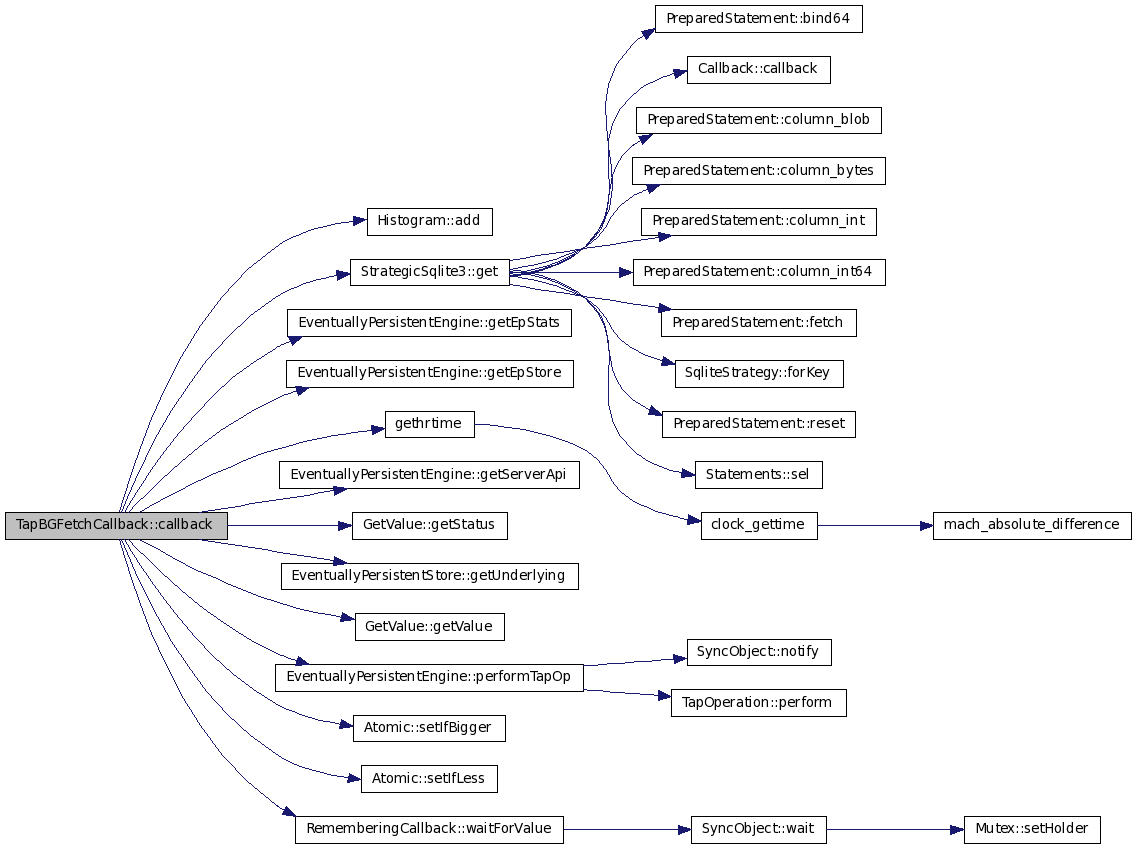 PreparedStatement::bind64
Callback::callback
PreparedStatement::column_blob
PreparedStatement::column_bytes
Histogram::add
PreparedStatement::column_int
StrategicSqlite3::get
PreparedStatement::column_int64
EventuallyPersistentEngine::getEpStats
PreparedStatement::fetch
EventuallyPersistentEngine::getEpStore
SqliteStrategy::forKey
gethrtime
PreparedStatement::reset
EventuallyPersistentEngine::getServerApi
Statements::sel
TapBGFetchCallback::callback
GetValue::getStatus
clock_gettime
mach_absolute_difference
EventuallyPersistentStore::getUnderlying
GetValue::getValue
SyncObject::notify
EventuallyPersistentEngine::performTapOp
TapOperation::perform
Atomic::setIfBigger
Atomic::setIfLess
RememberingCallback::waitForValue
SyncObject::wait
Mutex::setHolder